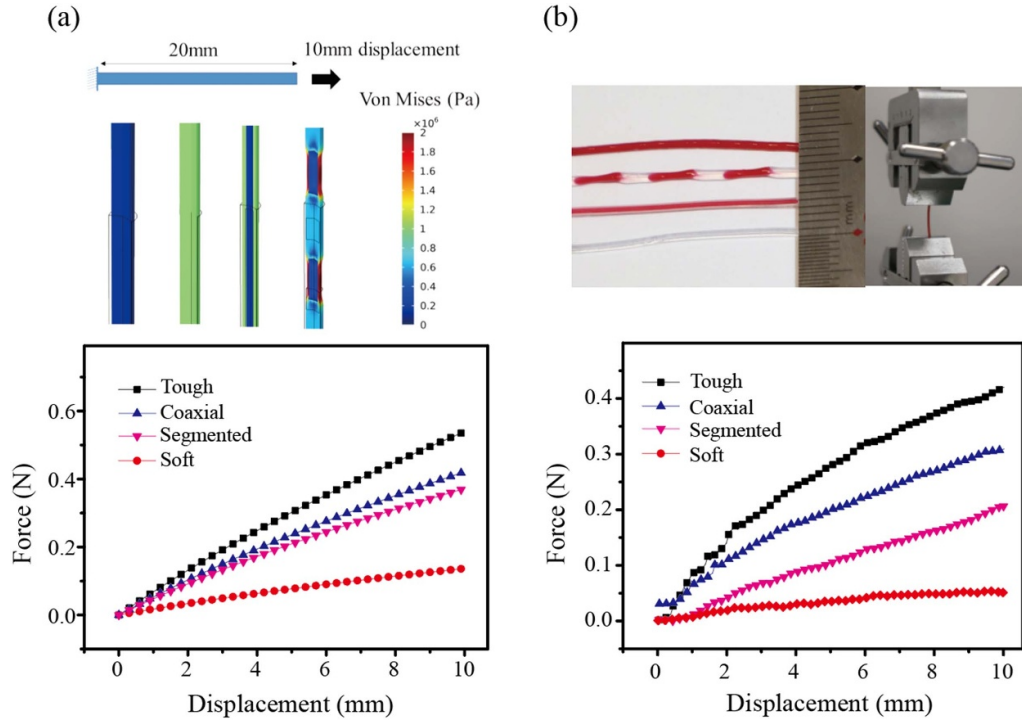 (a)
(b)
20mm
10mm displacement
Von Mises (Pa)
×10⁶
2
1.8
1.6
1.4
1.2
1
0.8
0.6
0.4
0.2
0
mm
Tough
Coaxial
Segmented
Soft
0.6
0.4
0.2
0.0
Force (N)
0 2 4 6 8 10
Displacement (mm)
Tough
Coaxial
Segmented
Soft
0.4
0.3
0.2
0.1
0.0
Force (N)
0 2 4 6 8 10
Displacement (mm)